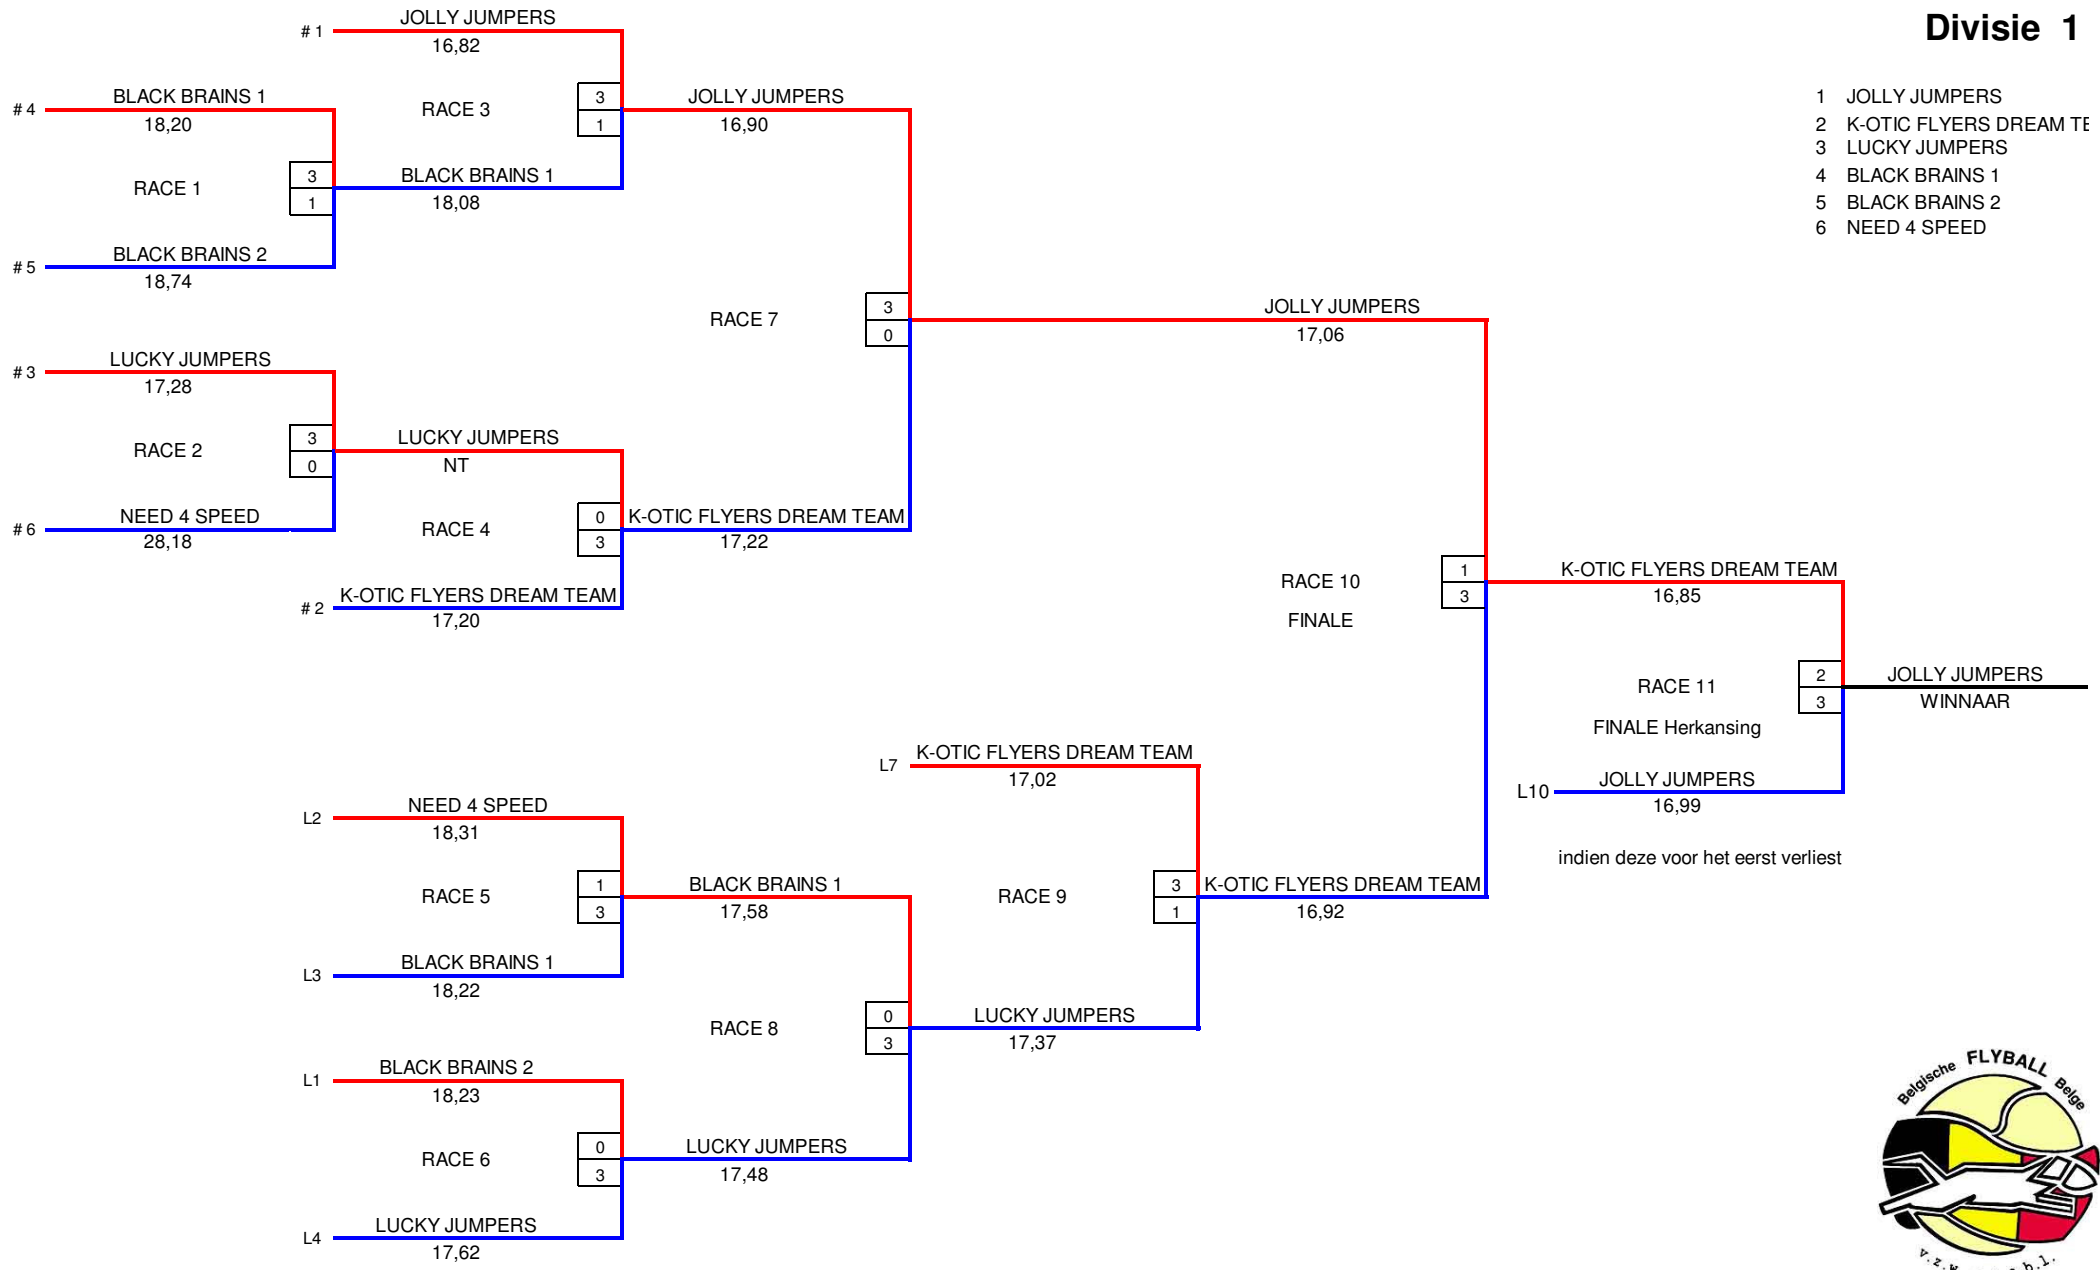 Divisie 1
1 JOLLY JUMPERS
2 K-OTIC FLYERS DREAM TE
3 LUCKY JUMPERS
4 BLACK BRAINS 1
5 BLACK BRAINS 2
6 NEED 4 SPEED
# 1 JOLLY JUMPERS
16,82
# 4 BLACK BRAINS 1
18,20
RACE 1
3
1
# 5 BLACK BRAINS 2
18,74
RACE 3
3
1
BLACK BRAINS 1
18,08
JOLLY JUMPERS
16,90
# 3 LUCKY JUMPERS
17,28
RACE 2
3
0
# 6 NEED 4 SPEED
28,18
LUCKY JUMPERS
NT
RACE 4
0
3
# 2 K-OTIC FLYERS DREAM TEAM
17,20
K-OTIC FLYERS DREAM TEAM
17,22
RACE 7
3
0
JOLLY JUMPERS
17,06
RACE 10
FINALE
1
3
K-OTIC FLYERS DREAM TEAM
16,85
RACE 11
FINALE Herkansing
2
3
JOLLY JUMPERS
WINNAAR
L10 JOLLY JUMPERS
16,99
indien deze voor het eerst verliest
L7 K-OTIC FLYERS DREAM TEAM
17,02
RACE 9
3
1
K-OTIC FLYERS DREAM TEAM
16,92
L2 NEED 4 SPEED
18,31
RACE 5
1
3
L3 BLACK BRAINS 1
18,22
BLACK BRAINS 1
17,58
RACE 8
0
3
LUCKY JUMPERS
17,37
L1 BLACK BRAINS 2
18,23
RACE 6
0
3
L4 LUCKY JUMPERS
17,62
LUCKY JUMPERS
17,48
Belgische FLYBALL Belge
v.z.w.